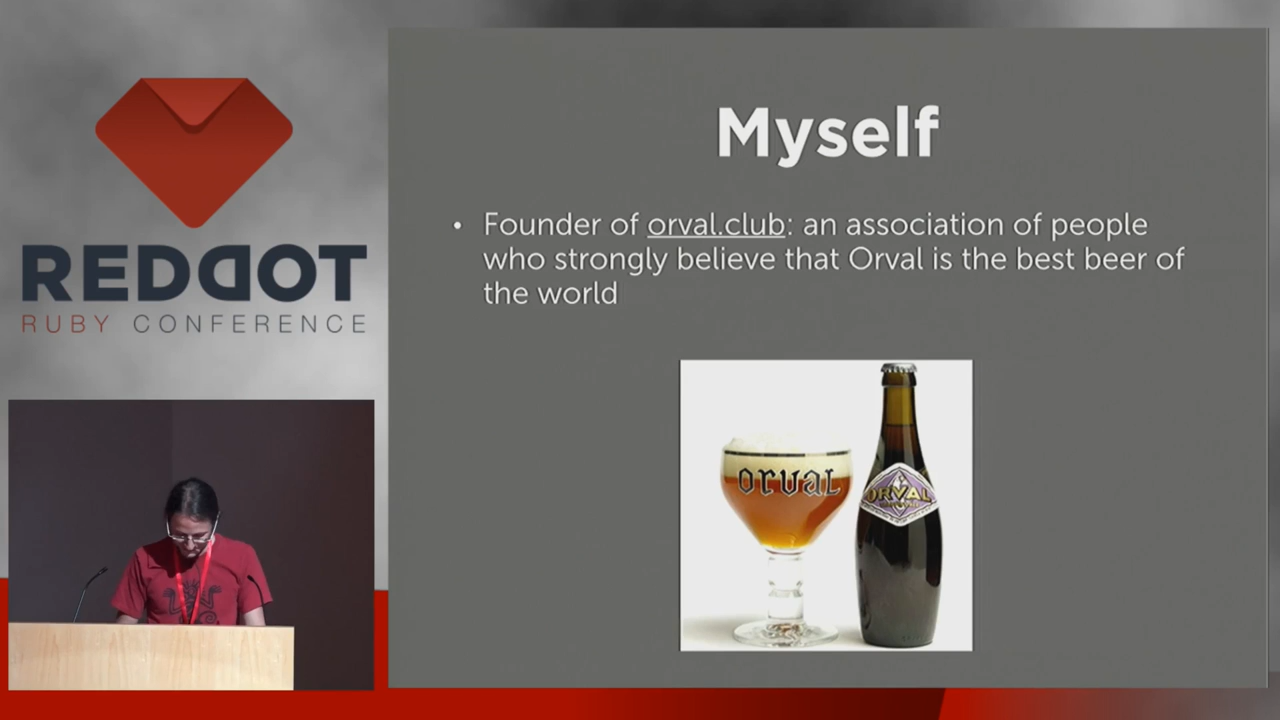 REDDOT
RUBY CONFERENCE
Myself
• Founder of orval.club: an association of people
who strongly believe that Orval is the best beer of
the world
orval
ORVAL